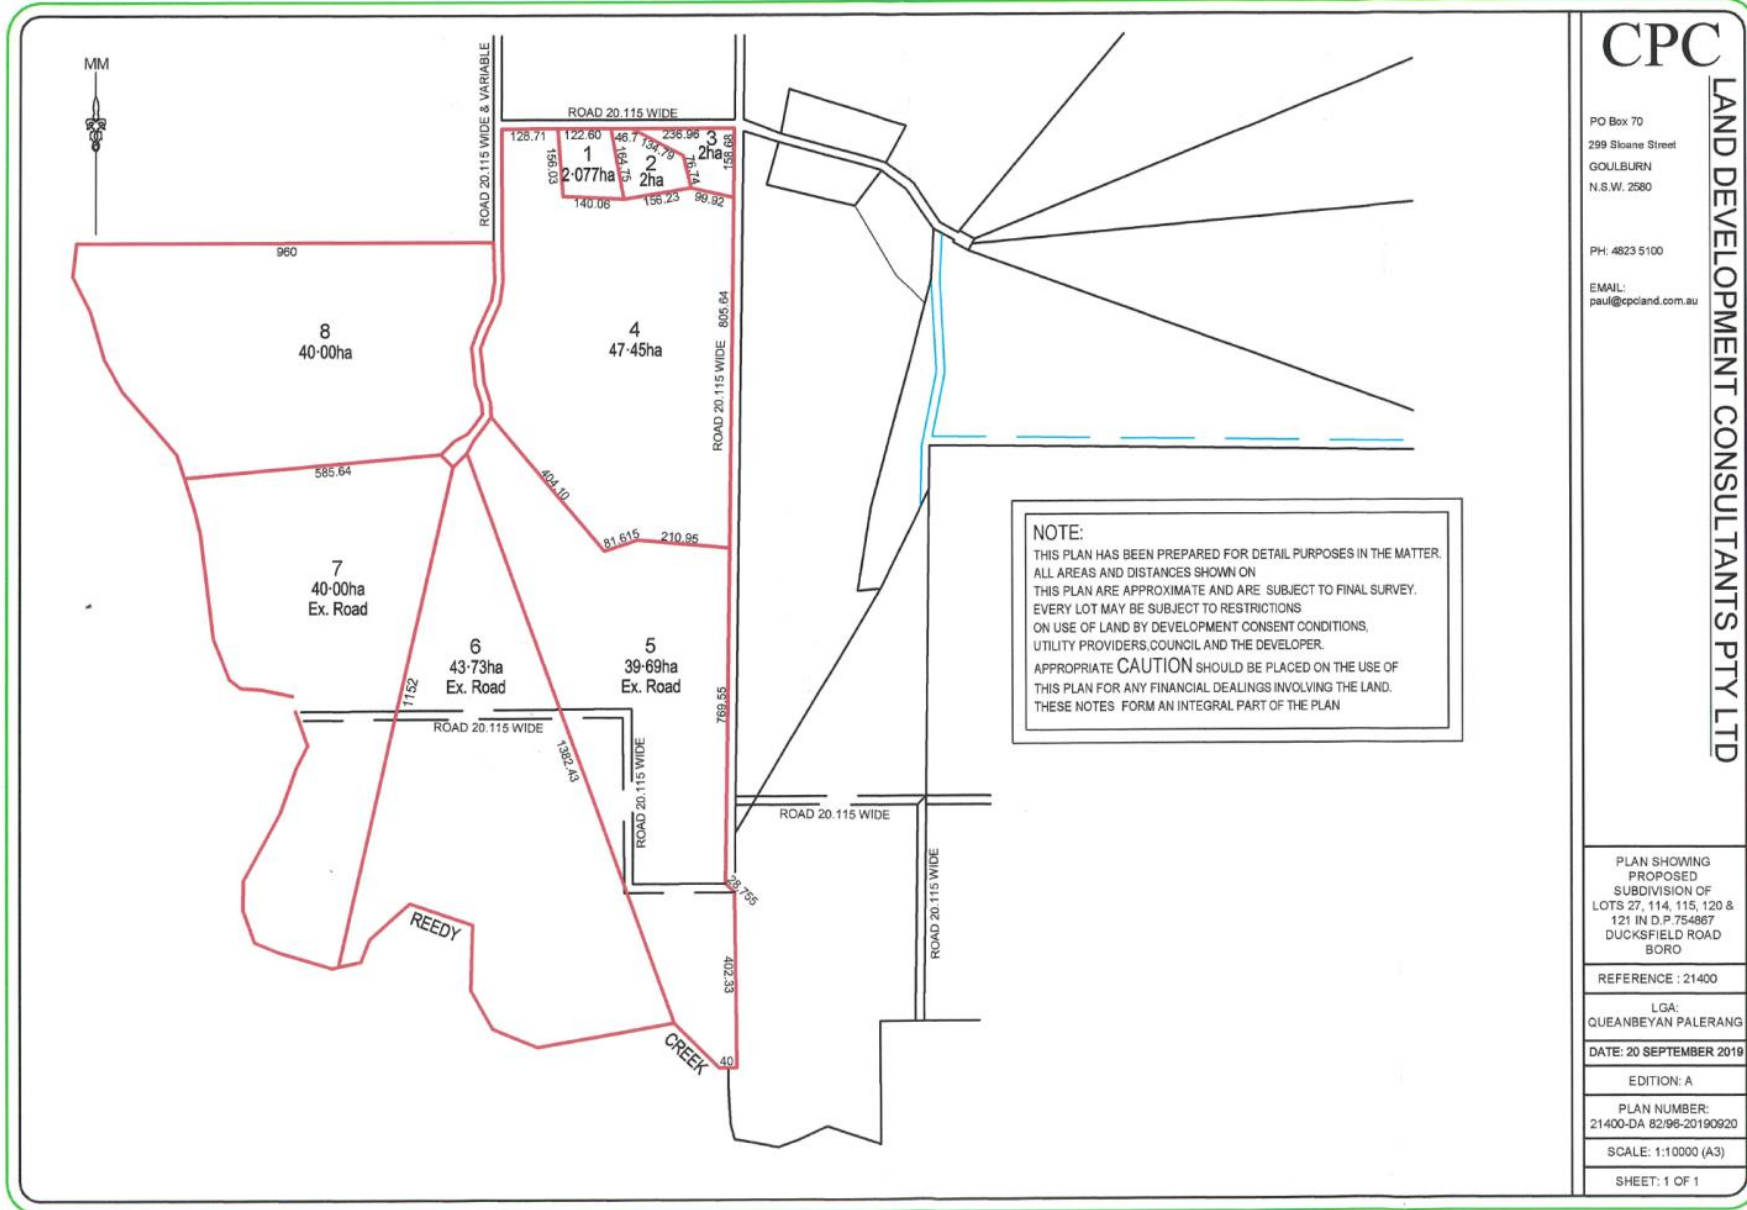 MM
ROAD 20.115 WIDE & VARIABLE
ROAD 20.115 WIDE
128.71
122.60
46.7
236.96
134.79
156.03
164.75
76.74
158.68
1
2·077ha
2
2ha
3
2ha
140.06
156.23
99.92
960
8
40·00ha
4
47·45ha
ROAD 20.115 WIDE
805.64
585.64
404.10
81.615
210.95
7
40·00ha
Ex. Road
6
43·73ha
Ex. Road
5
39·69ha
Ex. Road
1152
769.55
ROAD 20.115 WIDE
1382.43
ROAD 20.115 WIDE
28.755
REEDY
402.33
CREEK
40
ROAD 20.115 WIDE
ROAD 20.115 WIDE
NOTE:
THIS PLAN HAS BEEN PREPARED FOR DETAIL PURPOSES IN THE MATTER.
ALL AREAS AND DISTANCES SHOWN ON
THIS PLAN ARE APPROXIMATE AND ARE SUBJECT TO FINAL SURVEY.
EVERY LOT MAY BE SUBJECT TO RESTRICTIONS
ON USE OF LAND BY DEVELOPMENT CONSENT CONDITIONS,
UTILITY PROVIDERS,COUNCIL AND THE DEVELOPER.
APPROPRIATE CAUTION SHOULD BE PLACED ON THE USE OF
THIS PLAN FOR ANY FINANCIAL DEALINGS INVOLVING THE LAND.
THESE NOTES FORM AN INTEGRAL PART OF THE PLAN
CPC
LAND DEVELOPMENT CONSULTANTS PTY LTD
PO Box 70
299 Sloane Street
GOULBURN
N.S.W. 2580
PH: 4823 5100
EMAIL:
paul@cpcland.com.au
PLAN SHOWING
PROPOSED
SUBDIVISION OF
LOTS 27, 114, 115, 120 &
121 IN D.P.754867
DUCKSFIELD ROAD
BORO
REFERENCE : 21400
LGA:
QUEANBEYAN PALERANG
DATE: 20 SEPTEMBER 2019
EDITION: A
PLAN NUMBER:
21400-DA 82/96-20190920
SCALE: 1:10000 (A3)
SHEET: 1 OF 1